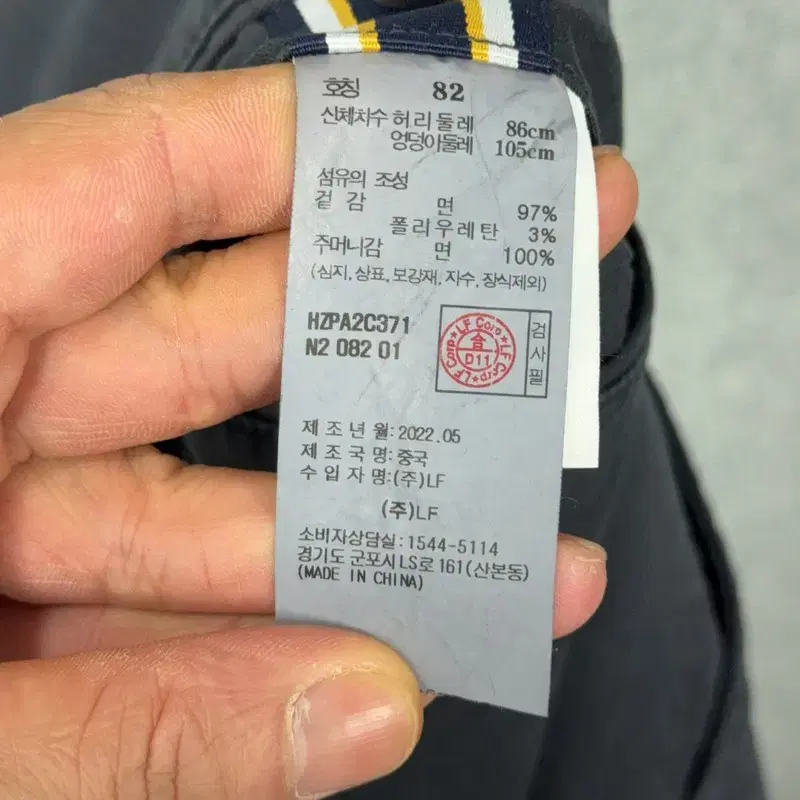 호칭 82
신체치수 허리둘레 86cm
엉덩이둘레 105cm
섬유의 조성
겉감 면 97%
폴리우레탄 3%
주머니감 면 100%
(심지, 상표, 보강재, 자수, 장식제외)
HZPA2C371
N2 082 01
LF Corp★LF Corp★LF Corp★
合
D11
검사필
제조년월:2022.05
제조국명:중국
수입자명:(주)LF
(주)LF
소비자상담실:1544-5114
경기도 군포시 LS로 161(산본동)
(MADE IN CHINA)